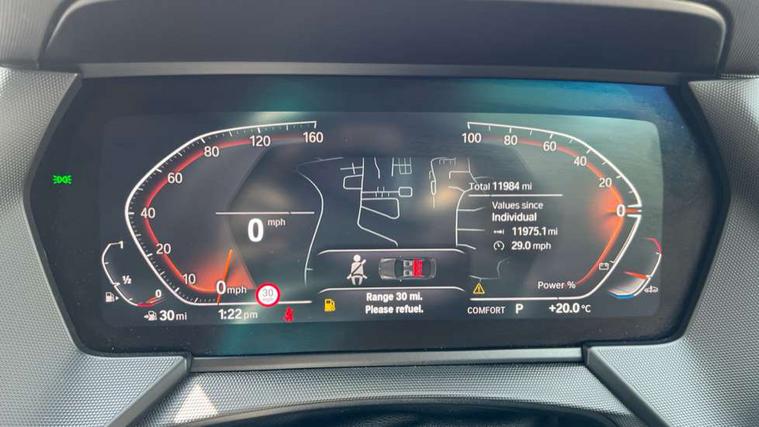 160
120
80
60
40
20
10
0 mph
100
80
60
40
20
0
Power %
0 mph
Total 11984 mi
Values since
Individual
11975.1 mi
29.0 mph
1
½
0
30
Range 30 mi.
Please refuel.
30 mi
1:22 pm
COMFORT P +20.0 °C